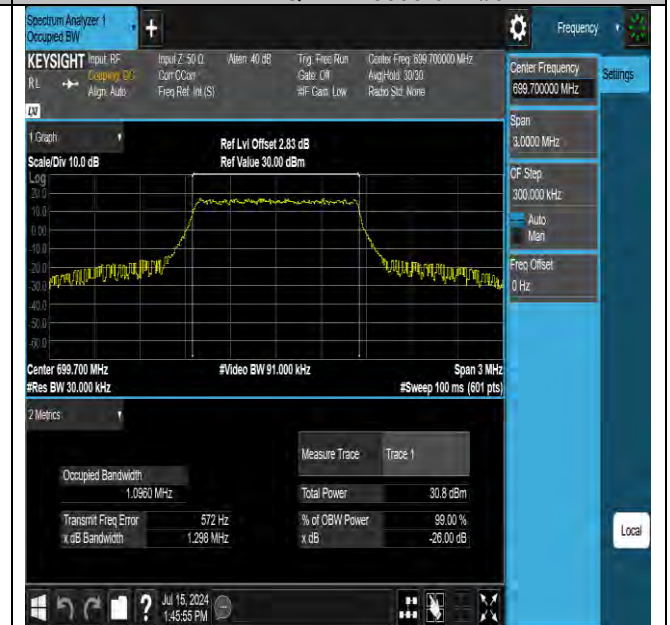 Spectrum Analyzer 1
Occupied BW
Frequency
KEYSIGHT Input: RF Input Z: 50 Ω Atten: 40 dB Trig: Free Run Center Freq: 699.700000 MHz
RL Coupling: DC Corr CCorr Gate: Off Avg|Hold: 30/30
Align: Auto Freq Ref: Int (S) #IF Gain: Low Radio Std: None
LXI
Center Frequency
699.700000 MHz
Settings
Span
3.0000 MHz
CF Step
300.000 kHz
Auto
Man
Freq Offset
0 Hz
1 Graph
Ref Lvl Offset 2.83 dB
Scale/Div 10.0 dB Ref Value 30.00 dBm
Log
20.0
10.0
0.00
-10.0
-20.0
-30.0
-40.0
-50.0
-60.0
Center 699.700 MHz #Video BW 91.000 kHz Span 3 MHz
#Res BW 30.000 kHz #Sweep 100 ms (601 pts)
2 Metrics
Measure Trace Trace 1
Occupied Bandwidth
1.0960 MHz
Total Power 30.8 dBm
Transmit Freq Error 572 Hz
% of OBW Power 99.00 %
x dB Bandwidth 1.298 MHz
x dB -26.00 dB
Local
?
Jul 15, 2024
1:45:55 PM